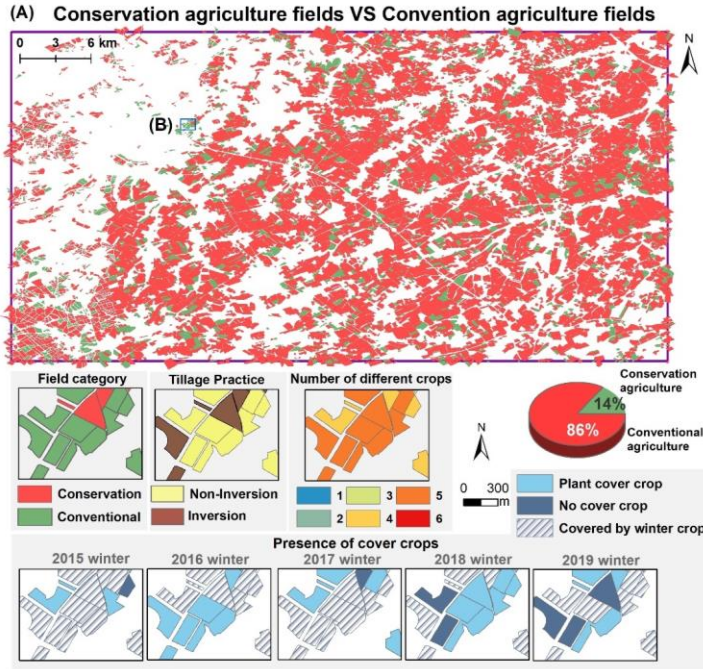 (A) Conservation agriculture fields VS Convention agriculture fields
0 3 6 km
N
(B)
Field category
Conservation
Conventional
Tillage Practice
Non-Inversion
Inversion
Number of different crops
1 3 5
2 4 6
N
0 300
m
Conservation
agriculture
14%
86%
Conventional
agriculture
Plant cover crop
No cover crop
Covered by winter crop
Presence of cover crops
2015 winter 2016 winter 2017 winter 2018 winter 2019 winter